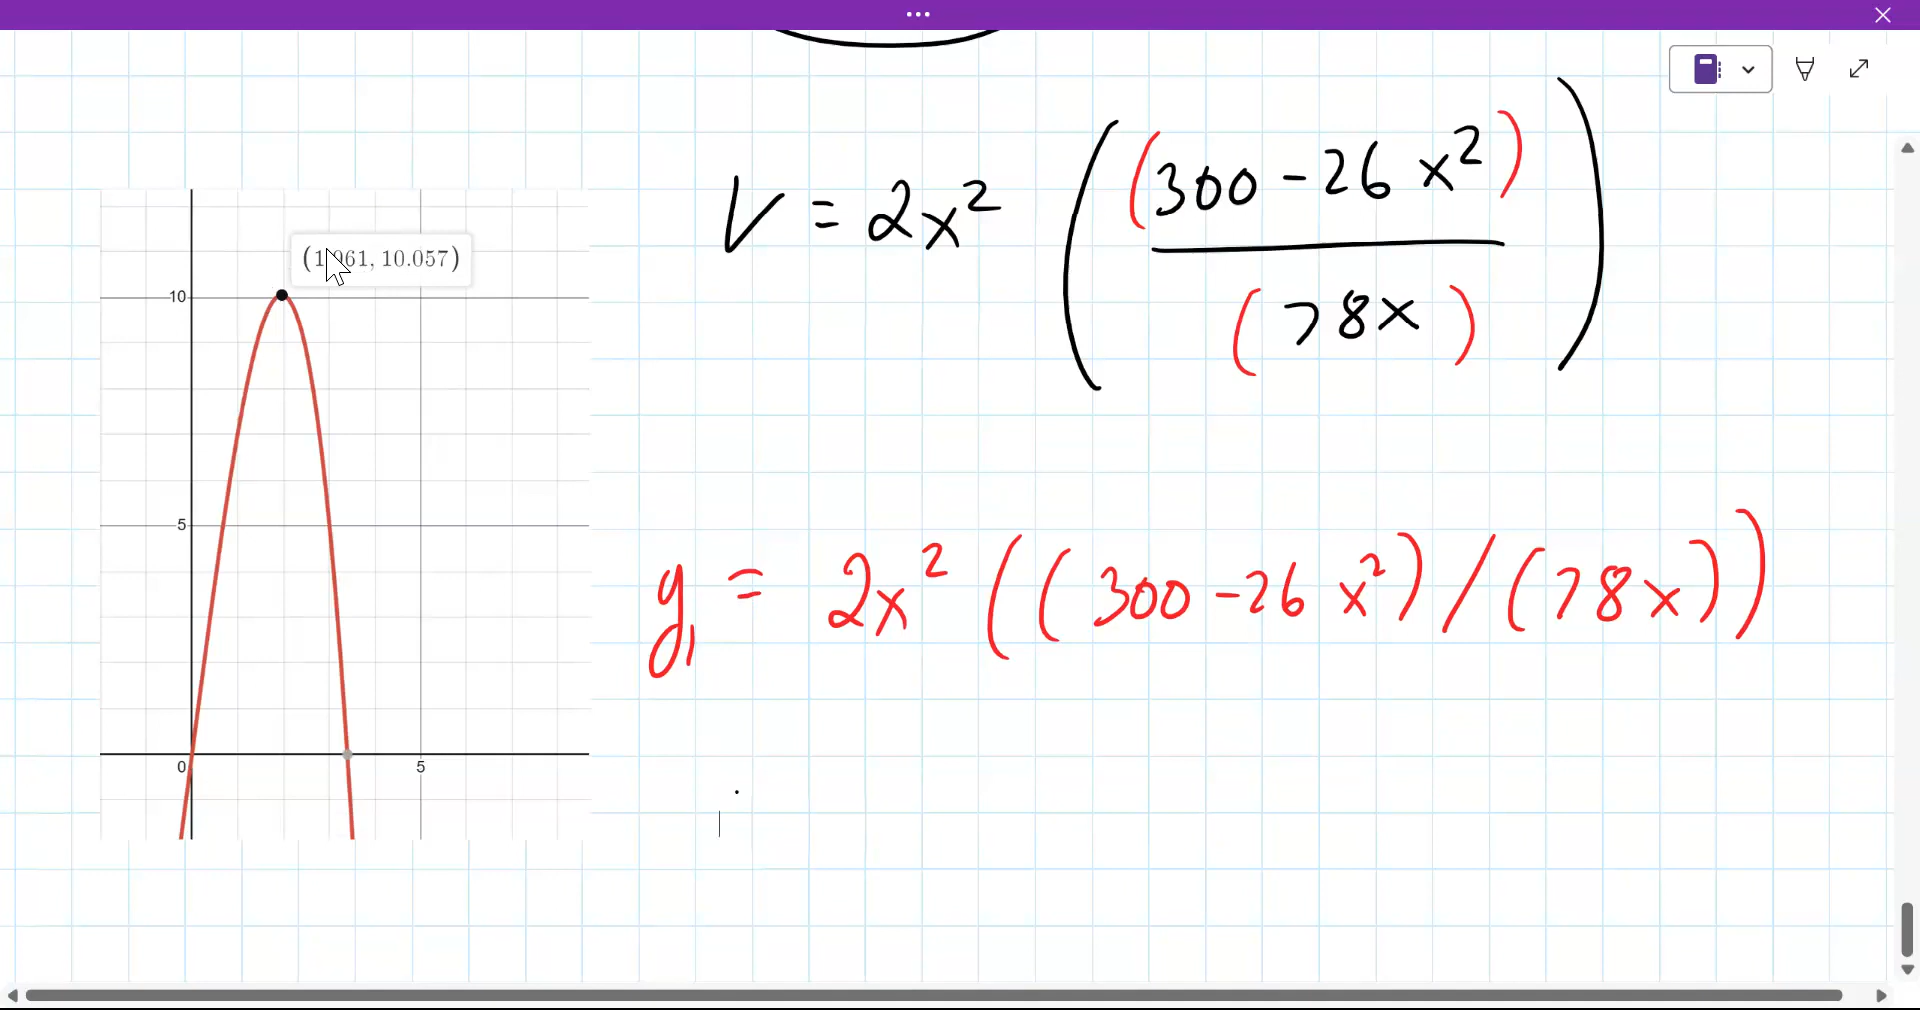 (1.961, 10.057)
10
5
0
5
V = 2x² ( (300 - 26x²) / (78x) )
y₁ = 2x² ((300 - 26x²) / (78x))